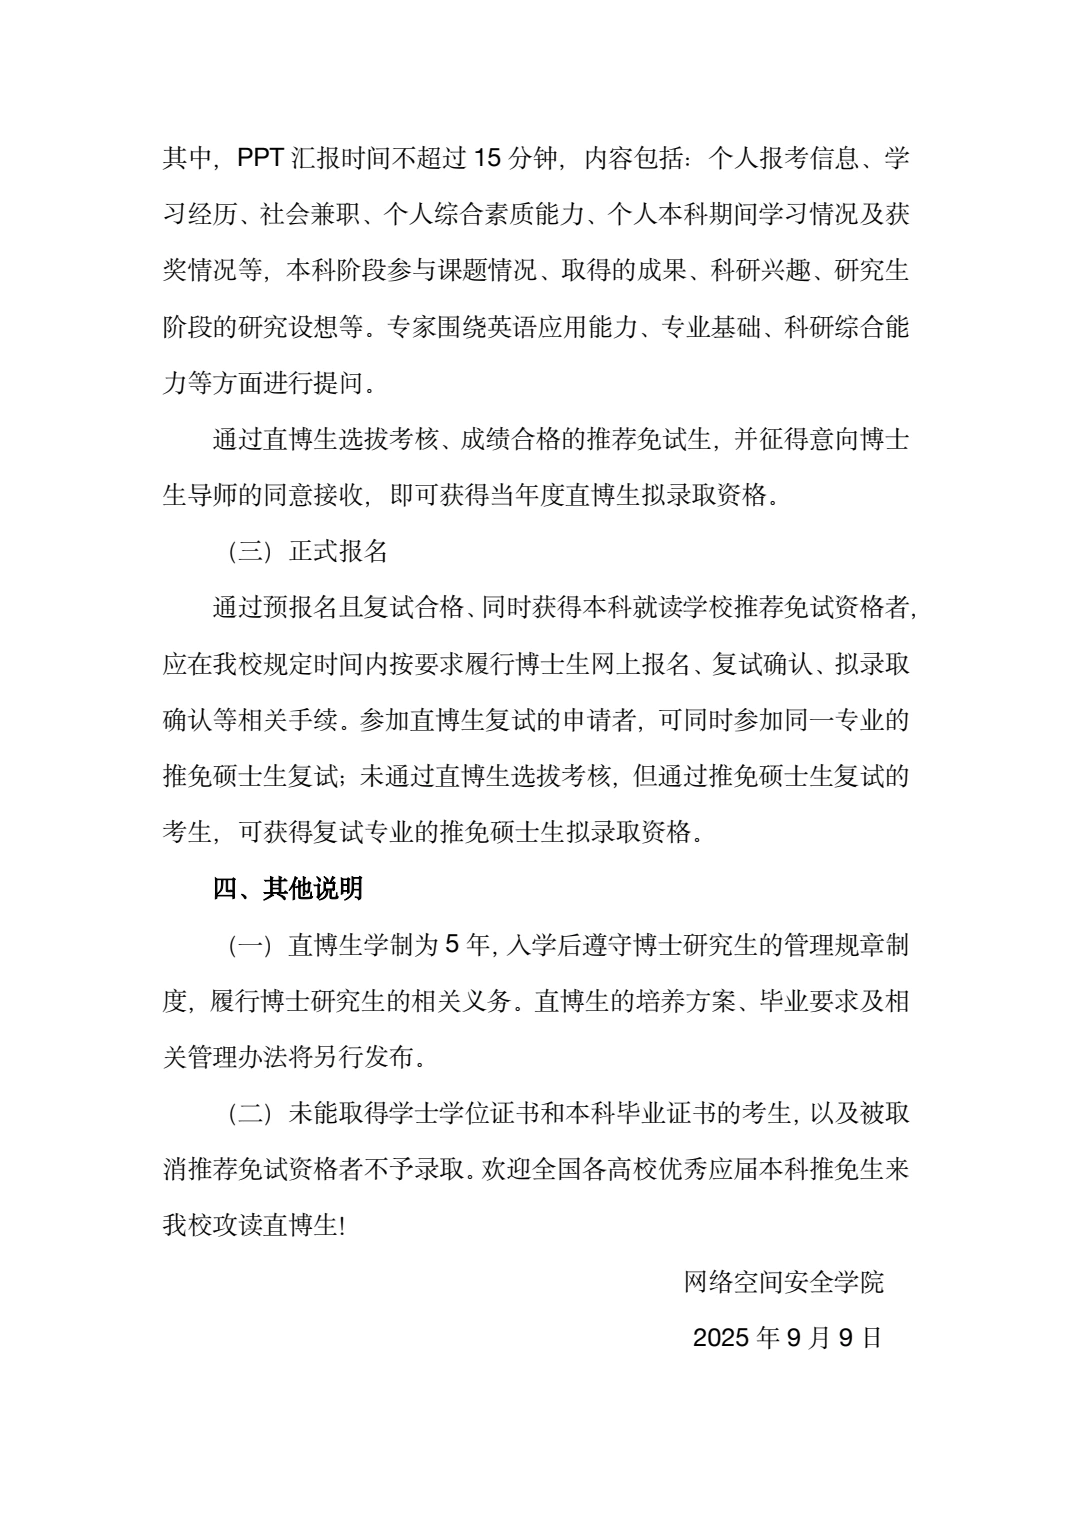 其中，PPT 汇报时间不超过 15 分钟，内容包括：个人报考信息、学
习经历、社会兼职、个人综合素质能力、个人本科期间学习情况及获
奖情况等，本科阶段参与课题情况、取得的成果、科研兴趣、研究生
阶段的研究设想等。专家围绕英语应用能力、专业基础、科研综合能
力等方面进行提问。
通过直博生选拔考核、成绩合格的推荐免试生，并征得意向博士
生导师的同意接收，即可获得当年度直博生拟录取资格。
（三）正式报名
通过预报名且复试合格、同时获得本科就读学校推荐免试资格者，
应在我校规定时间内按要求履行博士生网上报名、复试确认、拟录取
确认等相关手续。参加直博生复试的申请者，可同时参加同一专业的
推免硕士生复试；未通过直博生选拔考核，但通过推免硕士生复试的
考生，可获得复试专业的推免硕士生拟录取资格。
四、其他说明
（一）直博生学制为 5 年，入学后遵守博士研究生的管理规章制
度，履行博士研究生的相关义务。直博生的培养方案、毕业要求及相
关管理办法将另行发布。
（二）未能取得学士学位证书和本科毕业证书的考生，以及被取
消推荐免试资格者不予录取。欢迎全国各高校优秀应届本科推免生来
我校攻读直博生！
网络空间安全学院
2025 年 9 月 9 日